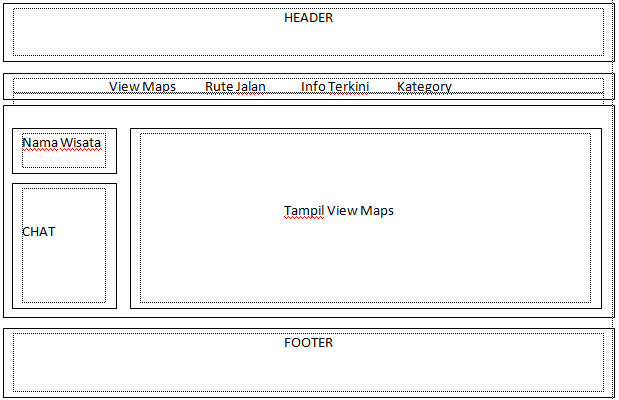 HEADER
View Maps Rute Jalan Info Terkini Kategory
Nama Wisata
Tampil View Maps
CHAT
FOOTER